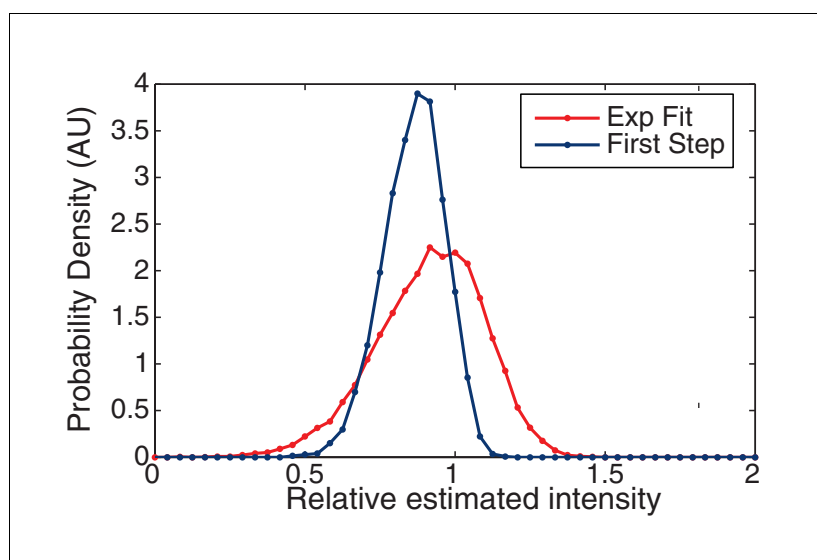 4
3.5
3
2.5
2
1.5
1
0.5
0
Probability Density (AU)
Exp Fit
First Step
0 0.5 1 1.5 2
Relative estimated intensity